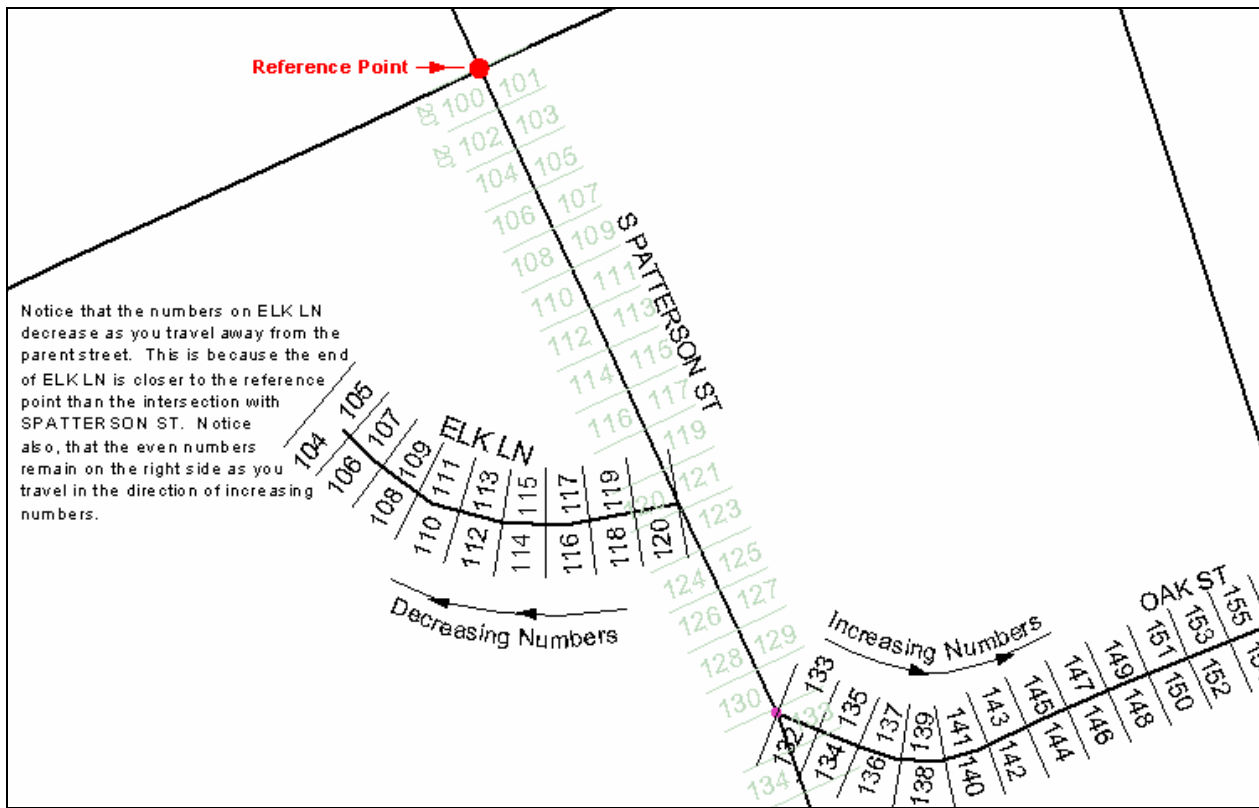 Reference Point
20'
100 101
20'
102 103
104 105
106 107
108 109
110 111
112 113
114 115
116 117
119
120 121
123
124 125
126 127
128 129
130
133
134
S PATTERSON ST
Notice that the numbers on ELK LN
decrease as you travel away from the
parent street. This is because the end
of ELK LN is closer to the reference
point than the intersection with
SPATTERSON ST. Notice
also, that the even numbers
remain on the right side as you
travel in the direction of increasing
numbers.
ELK LN
105 107 109 111 113 115 117 119
104 106 108 110 112 114 116 118 120
Decreasing Numbers
Increasing Numbers
OAK ST
133 135 137 139 141 143 145 147 149 151 153 155
132 134 136 138 140 142 144 146 148 150 152